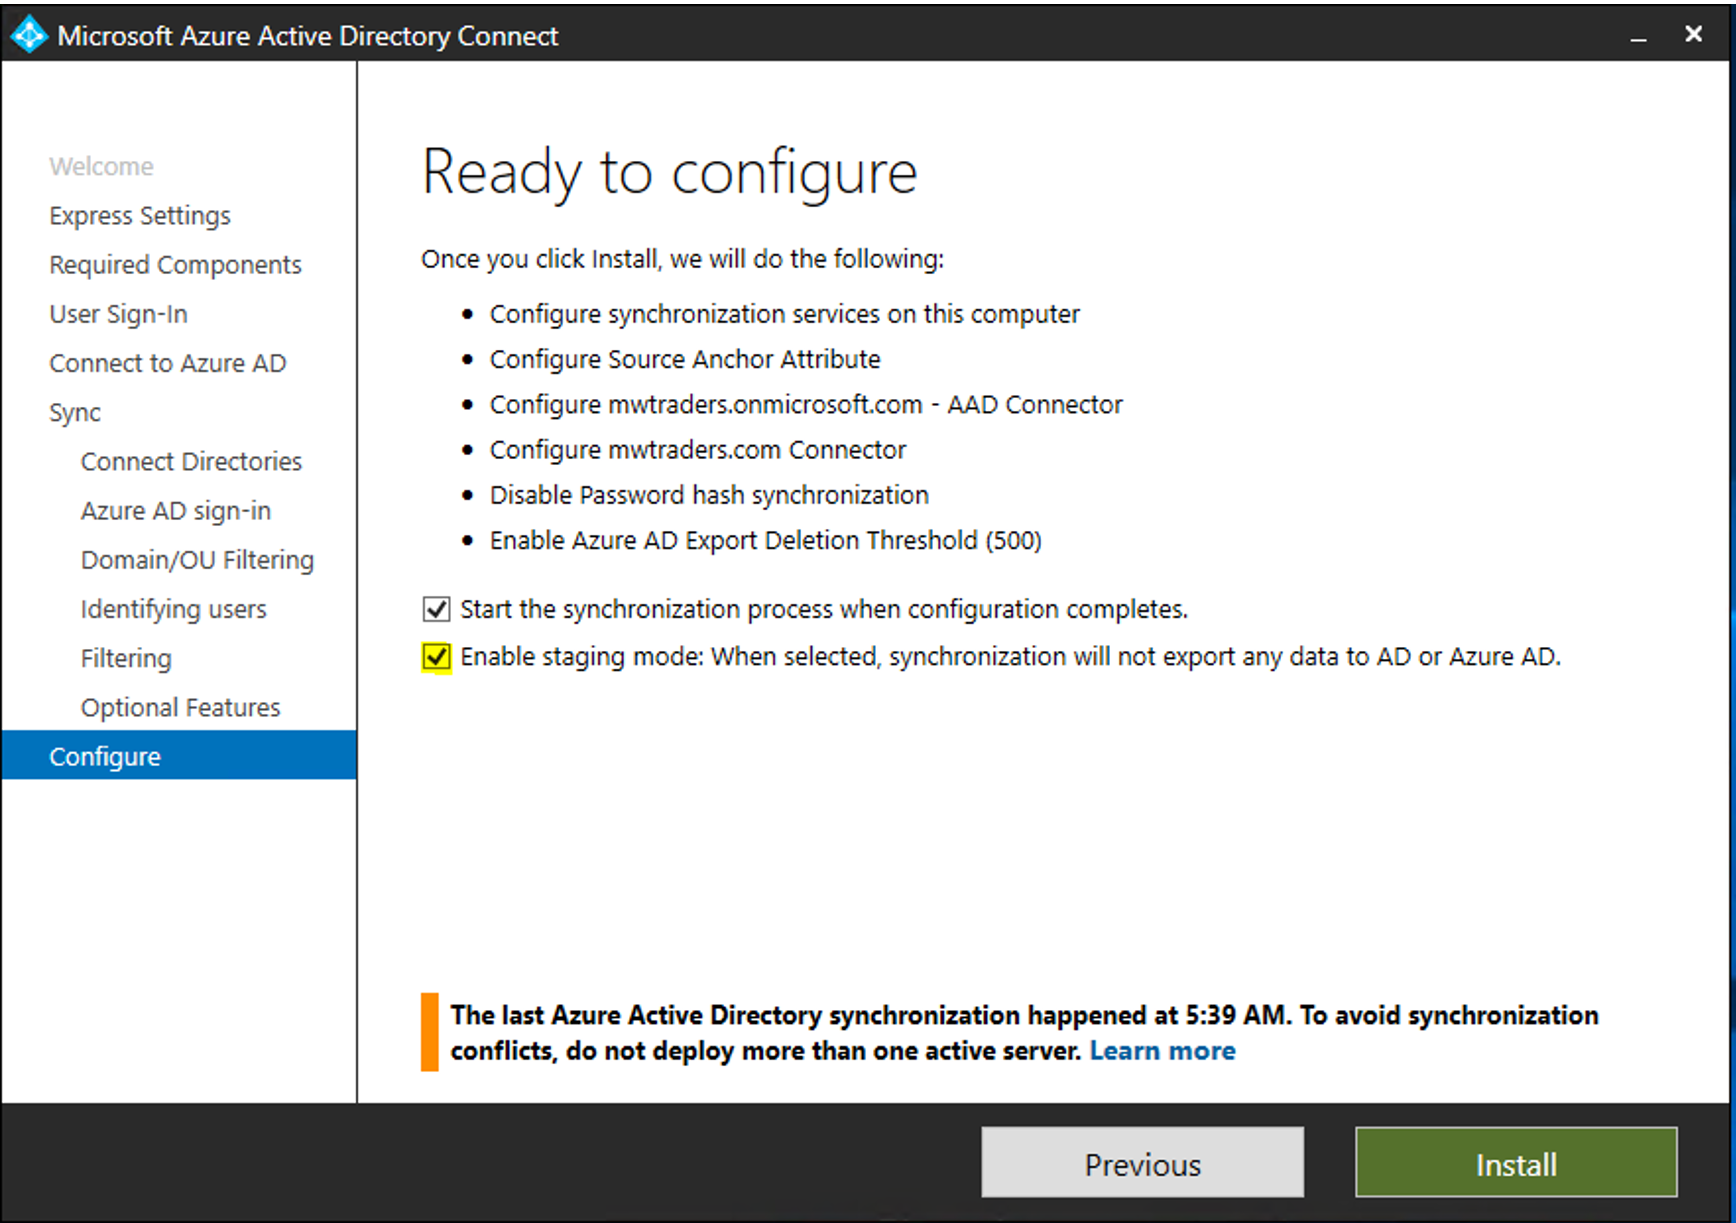 Microsoft Azure Active Directory Connect
Welcome
Express Settings
Required Components
User Sign-In
Connect to Azure AD
Sync
Connect Directories
Azure AD sign-in
Domain/OU Filtering
Identifying users
Filtering
Optional Features
Configure
Ready to configure
Once you click Install, we will do the following:
• Configure synchronization services on this computer
• Configure Source Anchor Attribute
• Configure mwtraders.onmicrosoft.com - AAD Connector
• Configure mwtraders.com Connector
• Disable Password hash synchronization
• Enable Azure AD Export Deletion Threshold (500)
Start the synchronization process when configuration completes.
Enable staging mode: When selected, synchronization will not export any data to AD or Azure AD.
The last Azure Active Directory synchronization happened at 5:39 AM. To avoid synchronization
conflicts, do not deploy more than one active server. Learn more
Previous
Install